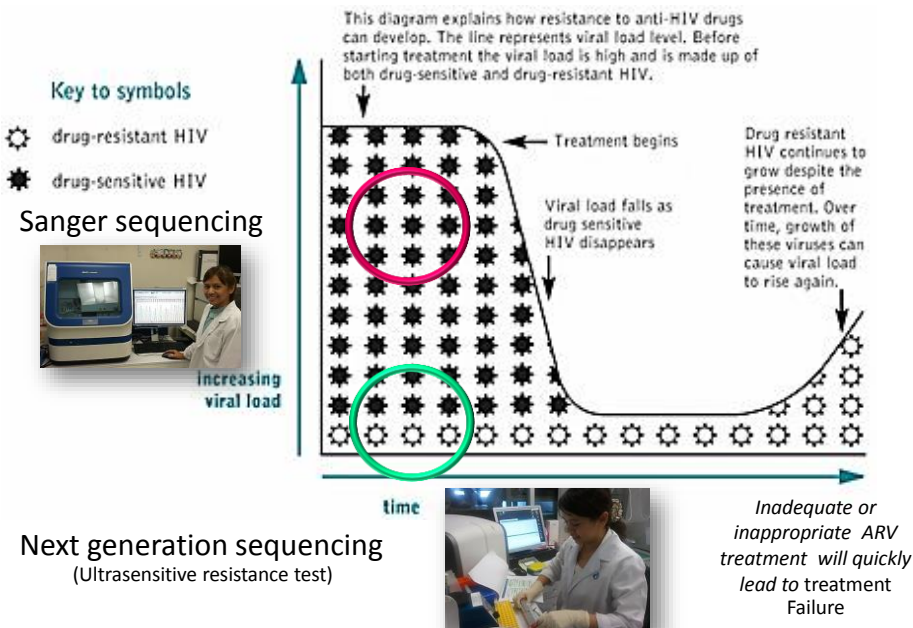 This diagram explains how resistance to anti-HIV drugs
can develop. The line represents viral load level. Before
starting treatment the viral load is high and is made up of
both drug-sensitive and drug-resistant HIV.
Key to symbols
drug-resistant HIV
drug-sensitive HIV
Sanger sequencing
Treatment begins
Viral load falls as
drug sensitive
HIV disappears
Drug resistant
HIV continues to
grow despite the
presence of
treatment. Over
time, growth of
these viruses can
cause viral load
to rise again.
increasing
viral load
time
Next generation sequencing
(Ultrasensitive resistance test)
Inadequate or
inappropriate ARV
treatment will quickly
lead to treatment
Failure